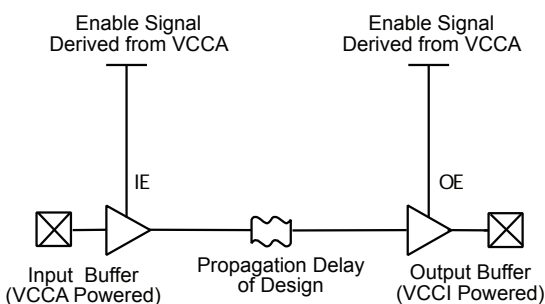 Enable Signal
Derived from VCCA
Enable Signal
Derived from VCCA
IE
OE
Input Buffer
(VCCA Powered)
Propagation Delay
of Design
Output Buffer
(VCCI Powered)